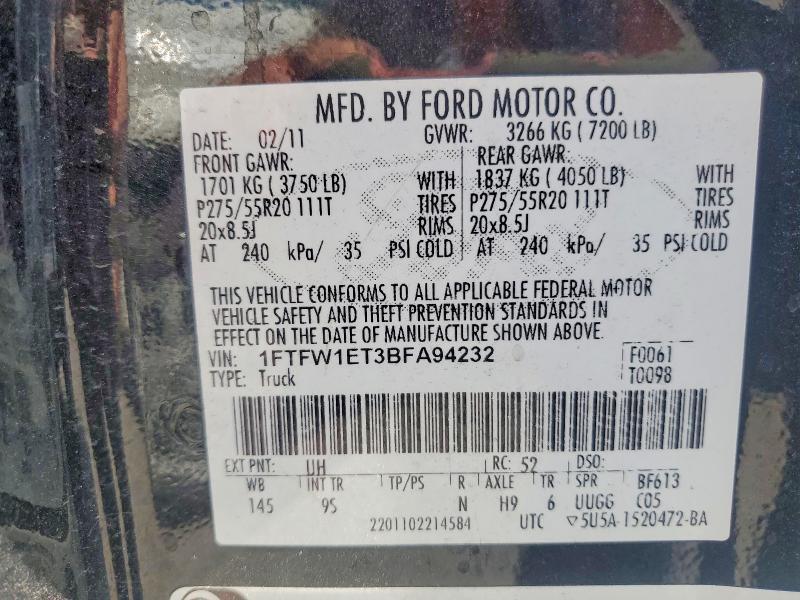 MFD. BY FORD MOTOR CO.
DATE: 02/11 GVWR: 3266 KG ( 7200 LB)
FRONT GAWR: REAR GAWR:
1701 KG ( 3750 LB) WITH 1837 KG ( 4050 LB) WITH
P275/55R20 111T TIRES P275/55R20 111T TIRES
20x8.5J RIMS 20x8.5J RIMS
AT 240 kPa/ 35 PSI COLD AT 240 kPa/ 35 PSI COLD
THIS VEHICLE CONFORMS TO ALL APPLICABLE FEDERAL MOTOR
VEHICLE SAFETY AND THEFT PREVENTION STANDARDS IN
EFFECT ON THE DATE OF MANUFACTURE SHOWN ABOVE.
VIN: 1FTFW1ET3BFA94232 F0061
TYPE: Truck T0098
EXT PNT: UH RC: 52 DSO:
WB INT TR TP/PS R AXLE TR SPR BF613
145 9S N H9 6 UUGG C05
2201102214584 UTC ▽5U5A-1520472-BA